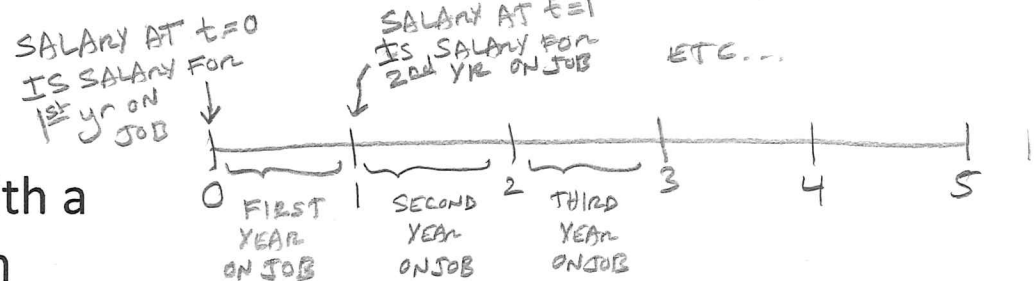 SALARY AT t=0
IS SALARY FOR
1st yr ON
JOB
SALARY AT t=1
IS SALARY FOR
2nd YR ON JOB
ETC...
0 1 2 3 4 5
FIRST
YEAR
ON JOB
SECOND
YEAR
ON JOB
THIRD
YEAR
ON JOB
th a